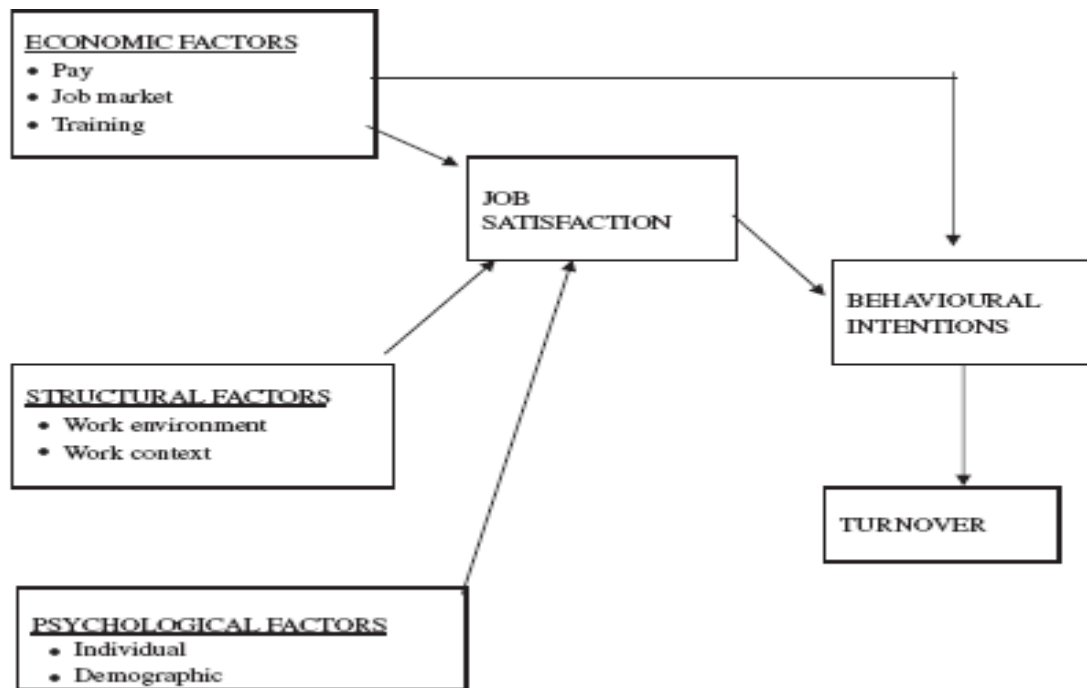 ECONOMIC FACTORS
• Pay
• Job market
• Training
JOB
SATISFACTION
BEHAVIOURAL
INTENTIONS
STRUCTURAL FACTORS
• Work environment
• Work context
TURNOVER
PSYCHOLOGICAL FACTORS
• Individual
• Demographic